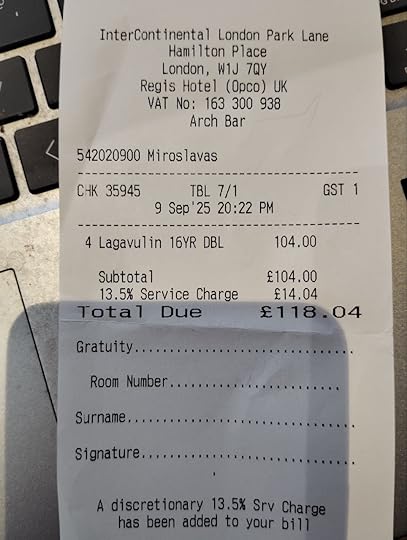 InterContinental London Park Lane
Hamilton Place
London, W1J 7QY
Regis Hotel (Opco) UK
VAT No: 163 300 938
Arch Bar
542020900 Miroslavas
CHK 35945 TBL 7/1 GST 1
9 Sep'25 20:22 PM
4 Lagavulin 16YR DBL 104.00
Subtotal £104.00
13.5% Service Charge £14.04
Total Due £118.04
Gratuity..............................
Room Number.......................
Surname...............................
Signature.............................
A discretionary 13.5% Srv Charge
has been added to your bill